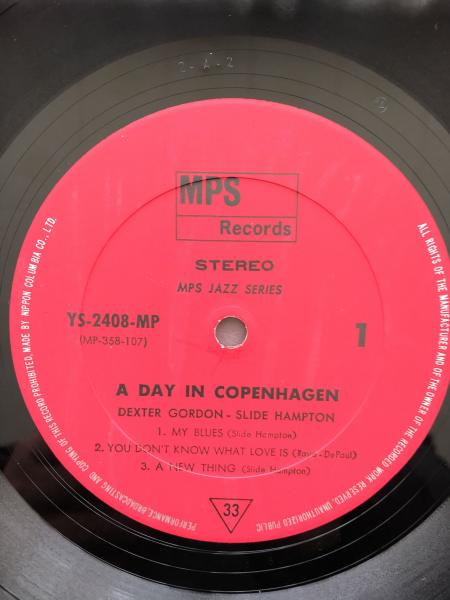 2-A-2
MPS
Records
STEREO
MPS JAZZ SERIES
YS-2408-MP
(MP-358-107)
1
A DAY IN COPENHAGEN
DEXTER GORDON - SLIDE HAMPTON
1. MY BLUES (Slide Hampton)
2. YOU DON'T KNOW WHAT LOVE IS (Raye-DePaul)
3. A NEW THING (Slide Hampton)
33
ALL RIGHTS OF THE MANUFACTURER AND OF THE OWNER OF THE RECORDED WORK RESERVED. UNAUTHORIZED PUBLIC
PERFORMANCE, BROADCASTING AND COPYING OF THIS RECORD PROHIBITED, MADE BY NIPPON COLUMBIA CO., LTD.